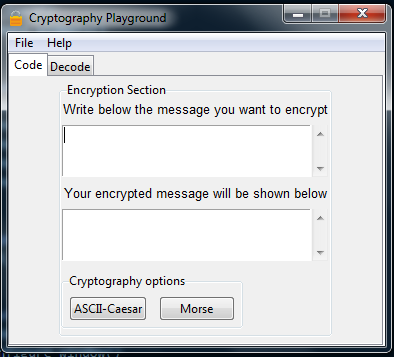 Cryptography Playground
File Help
Code Decode
Encryption Section
Write below the message you want to encrypt
Your encrypted message will be shown below
Cryptography options
ASCII-Caesar Morse